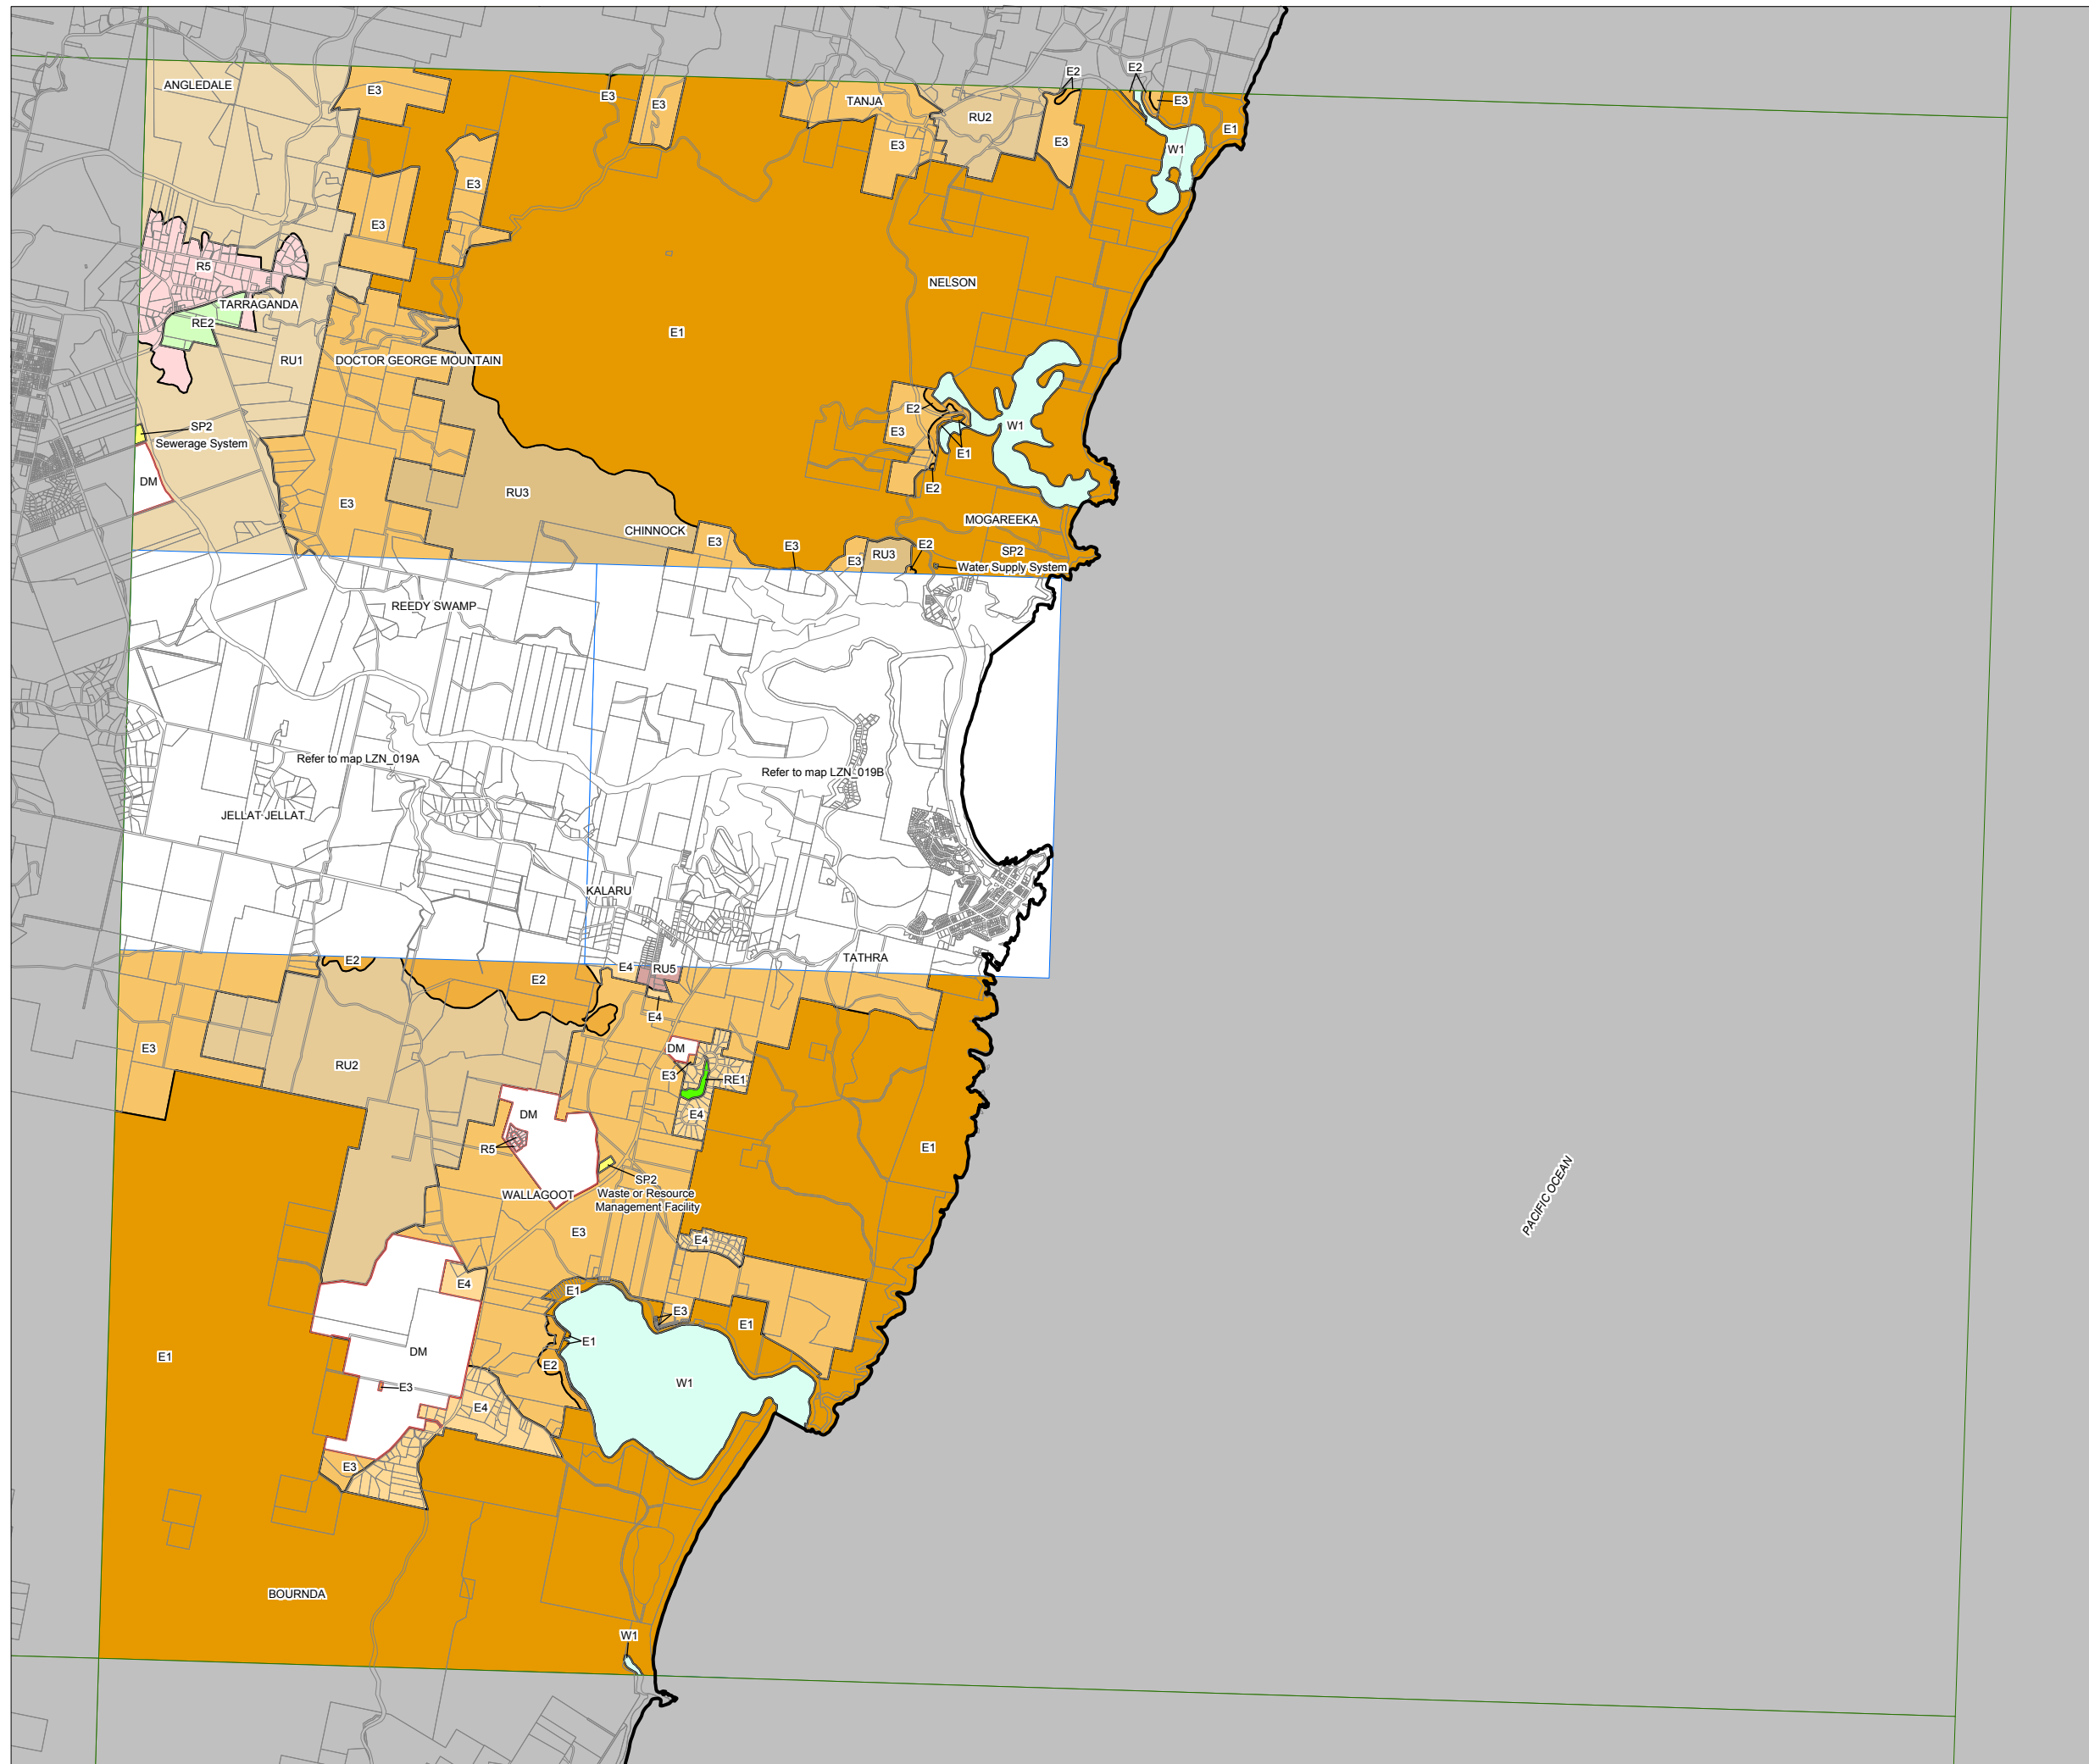 E2
E2
ANGLEDALE
E3
E3
E3
TANJA
E3
RU2
E1
E3
E3
W1
E3
E3
R5
NELSON
TARRAGANDA
RE2
E1
RU1
DOCTOR GEORGE MOUNTAIN
E2
SP2
Sewerage System
E3
W1
E1
DM
E2
RU3
E3
MOGAREEKA
CHINNOCK
E3
E3
E2
SP2
RU3
E3
Water Supply System
REEDY SWAMP
Refer to map LZN_019A
Refer to map LZN_019B
JELLAT JELLAT
KALARU
TATHRA
E2
E4
RU5
E2
E4
E3
DM
RU2
E3
RE1
DM
E4
R5
E1
SP2
Waste or Resource
Management Facility
WALLAGOOT
PACIFIC OCEAN
E3
E4
E4
E1
E3
E1
E1
DM
E1
E2
W1
E3
E4
E3
BOURNDA
W1